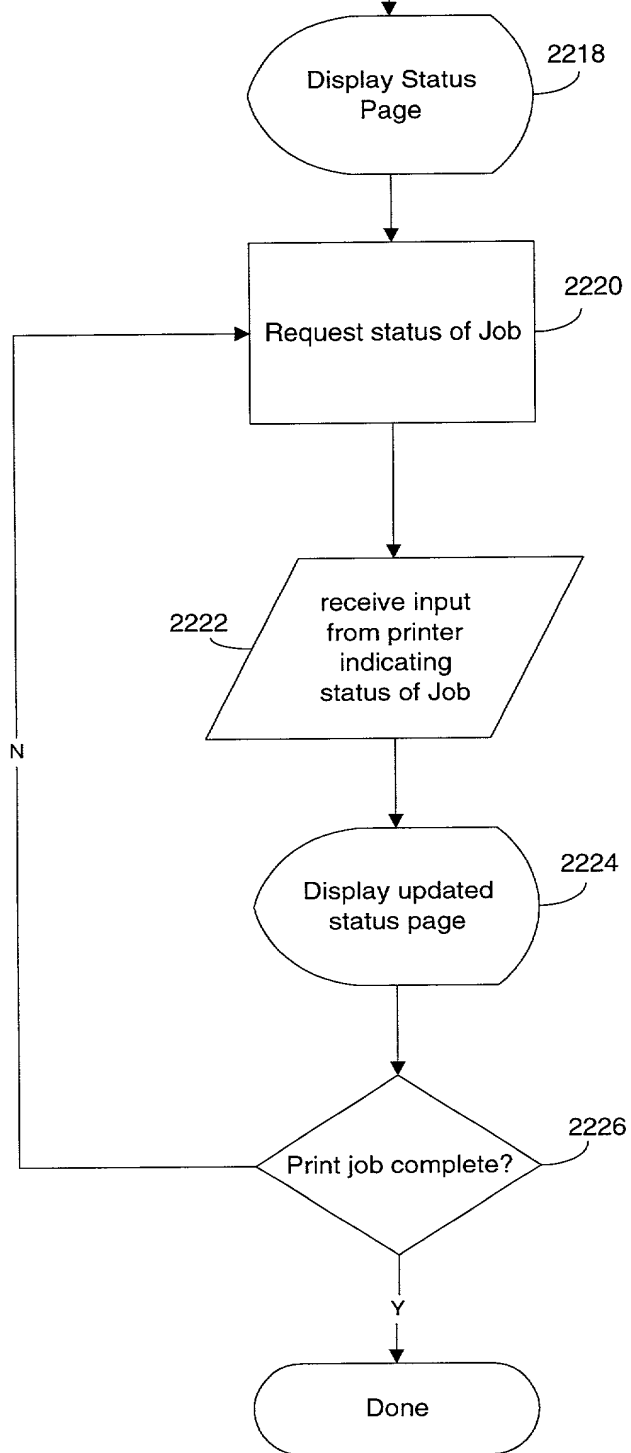 2218
Display Status
Page
2220
Request status of Job
2222
receive input
from printer
indicating
status of Job
N
2224
Display updated
status page
2226
Print job complete?
Y
Done